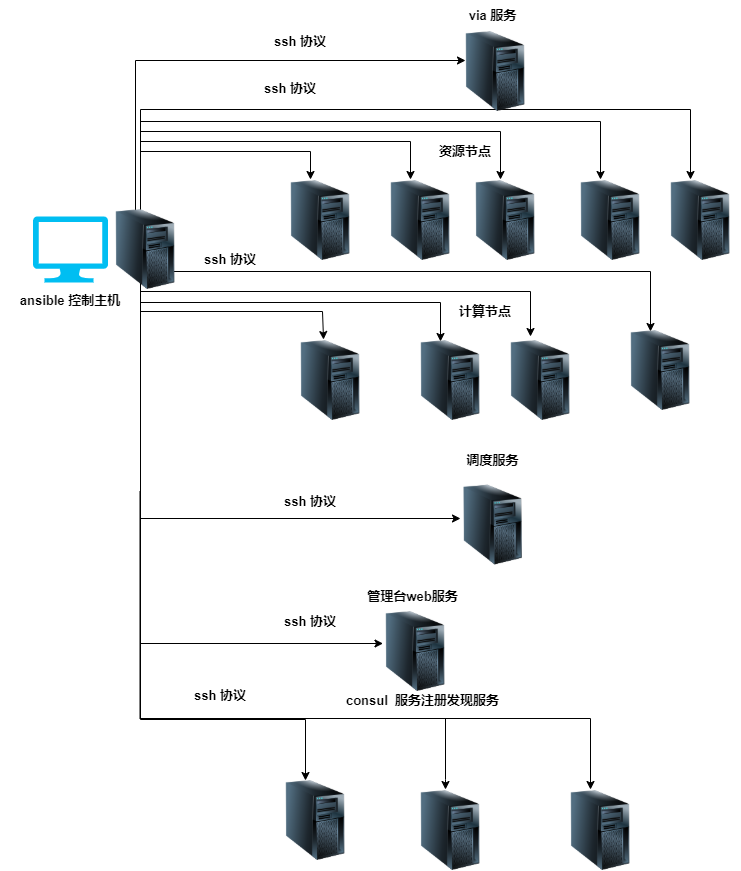 via 服务
ssh 协议
ssh 协议
资源节点
ssh 协议
ansible 控制主机
计算节点
调度服务
ssh 协议
管理台web服务
ssh 协议
ssh 协议
consul 服务注册发现服务